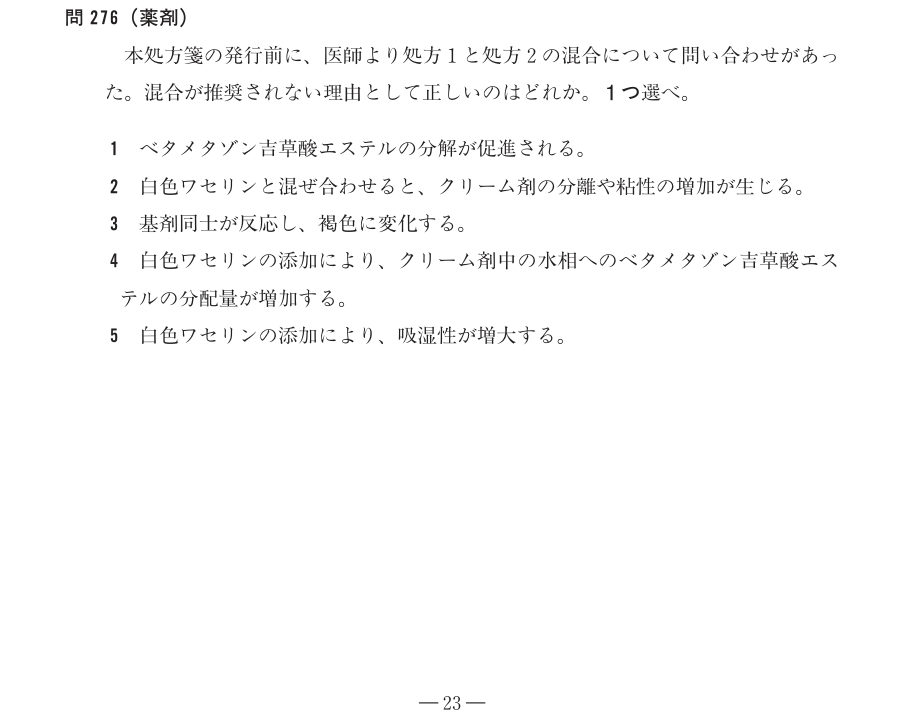 問 276（薬剤）
本処方箋の発行前に、医師より処方1と処方2の混合について問い合わせがあっ
た。混合が推奨されない理由として正しいのはどれか。1つ選べ。
1 ベタメタゾン吉草酸エステルの分解が促進される。
2 白色ワセリンと混ぜ合わせると、クリーム剤の分離や粘性の増加が生じる。
3 基剤同士が反応し、褐色に変化する。
4 白色ワセリンの添加により、クリーム剤中の水相へのベタメタゾン吉草酸エス
テルの分配量が増加する。
5 白色ワセリンの添加により、吸湿性が増大する。
— 23 —